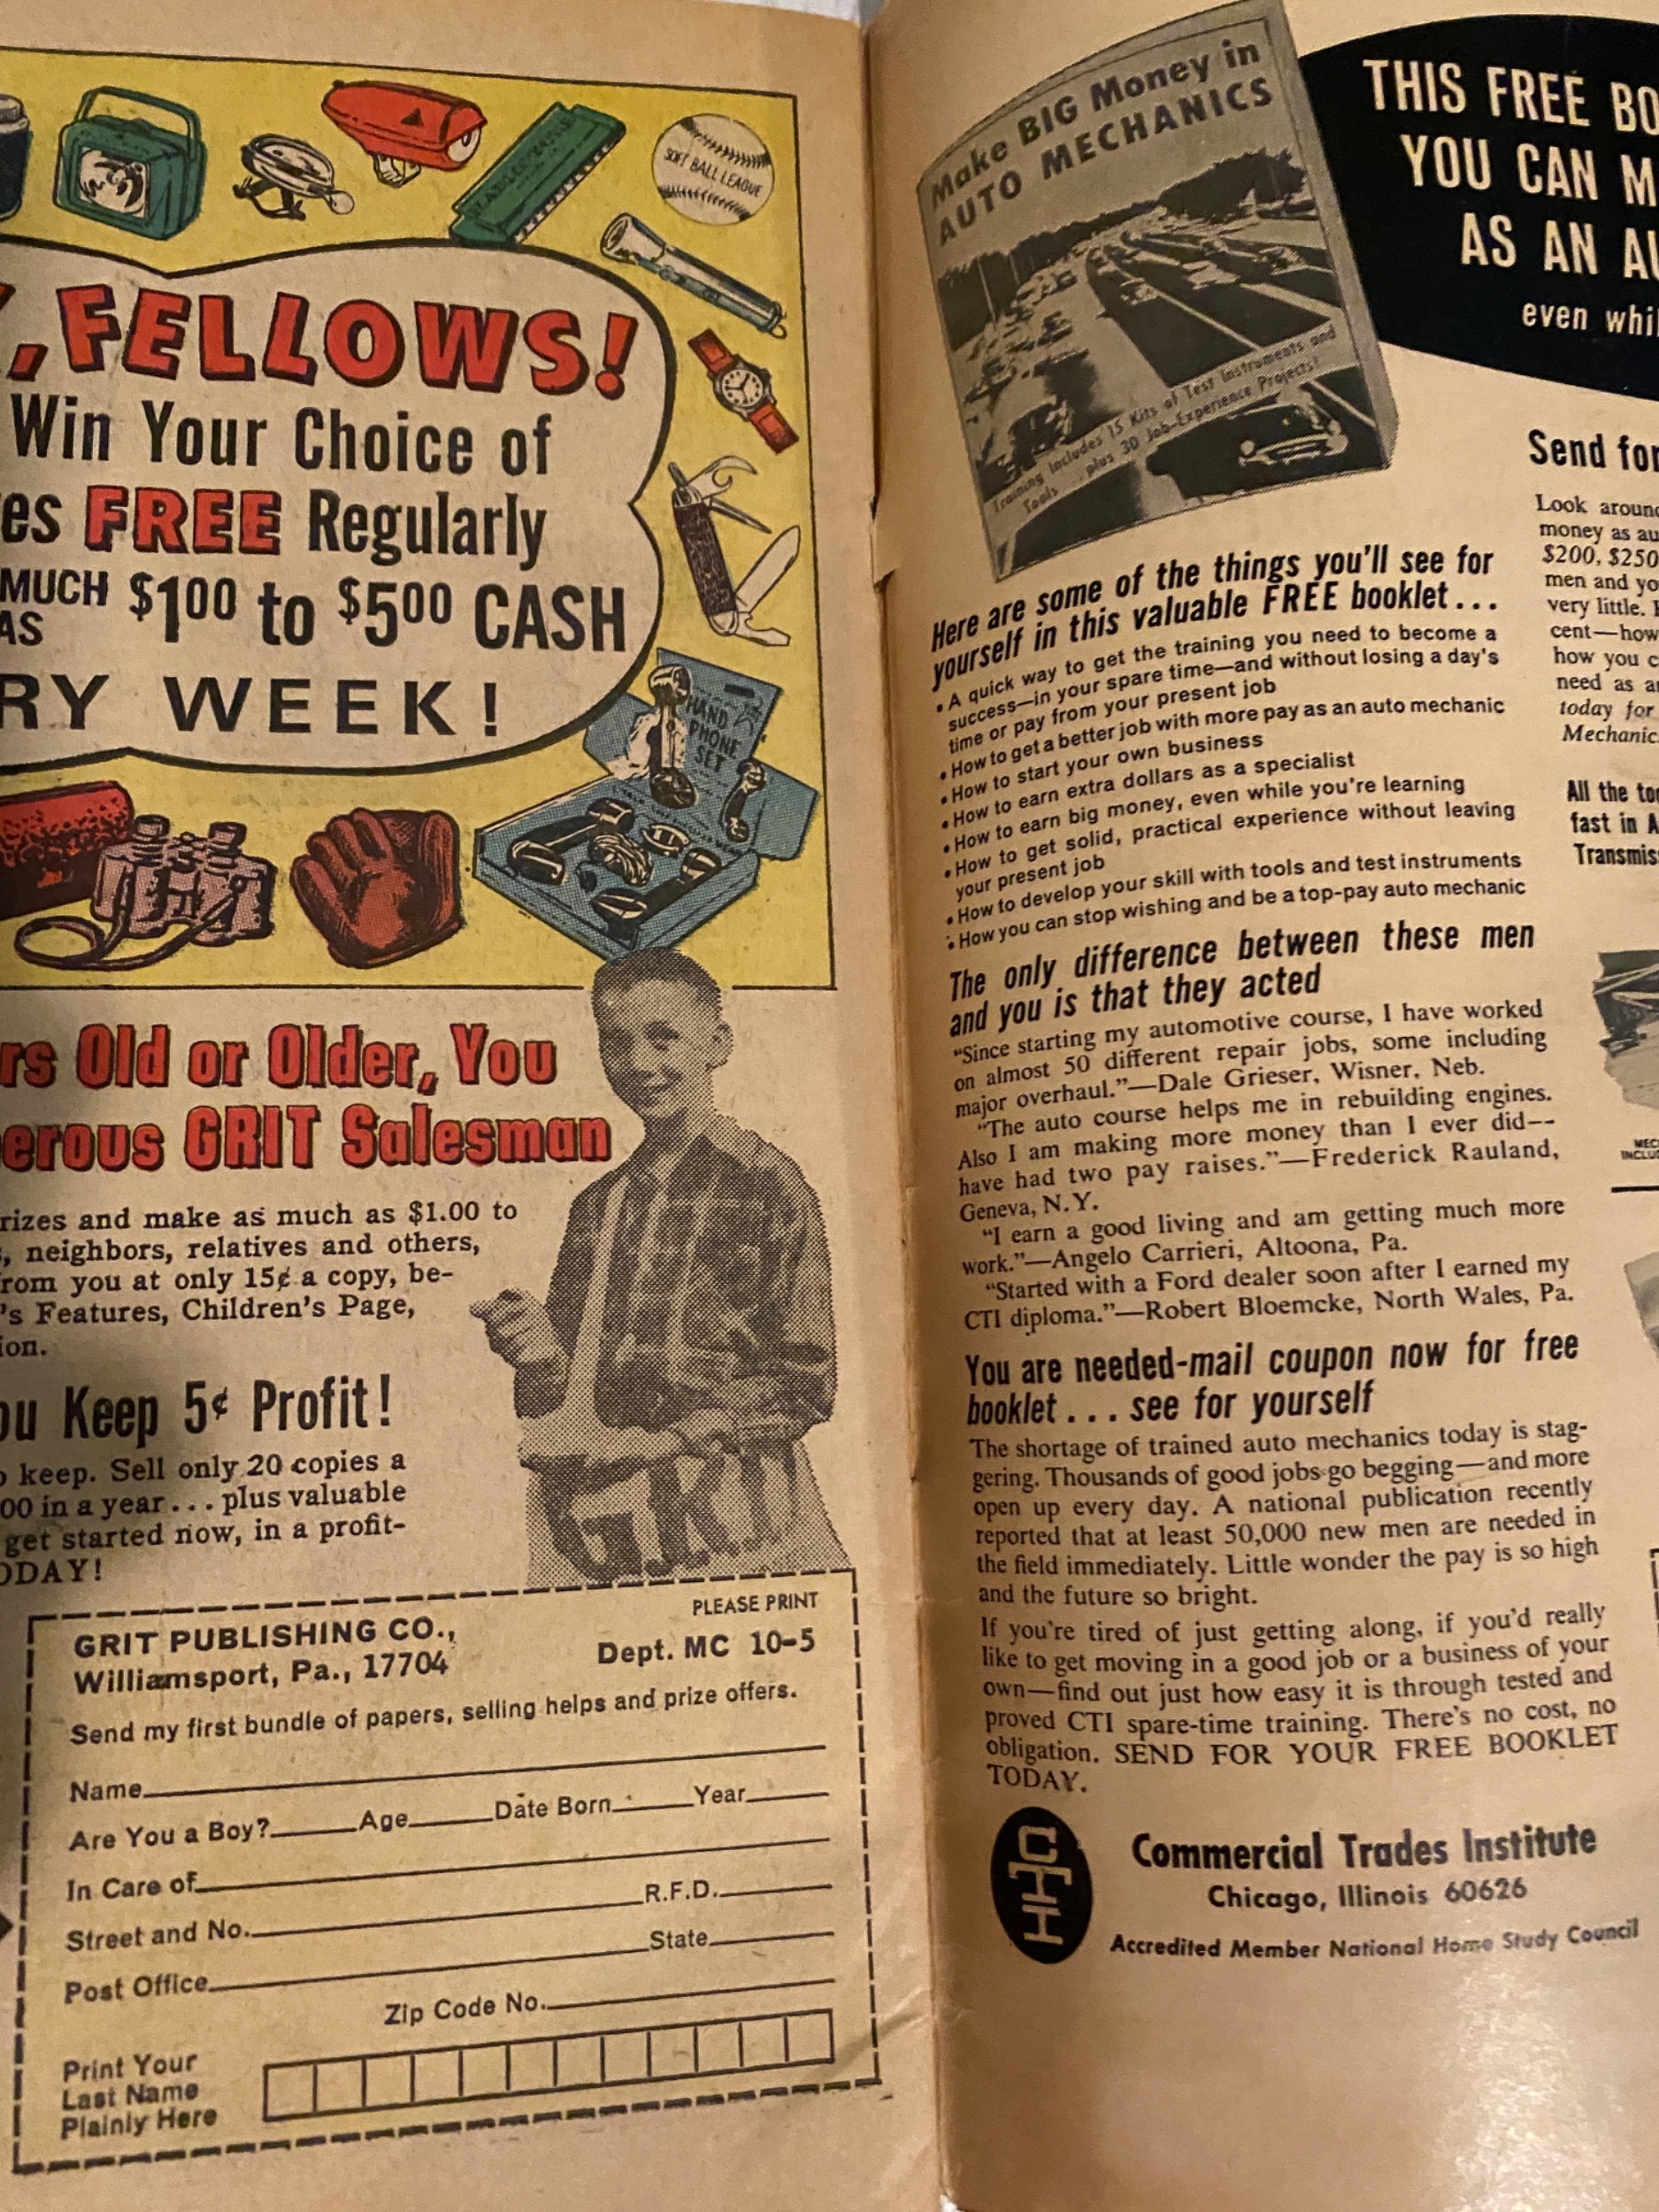 SOFT BALL LEAGUE
, FELLOWS!
Win Your Choice of
es FREE Regularly
MUCH
AS $1.00 to $5.00 CASH
RY WEEK!
HAND
PHONE
SET
rs Old or Older, You
erous GRIT Salesman
rizes and make as much as $1.00 to
, neighbors, relatives and others,
rom you at only 15¢ a copy, be-
's Features, Children's Page,
ion.
ou Keep 5¢ Profit!
o keep. Sell only 20 copies a
00 in a year... plus valuable
get started now, in a profit-
ODAY!
GRIT
PLEASE PRINT
GRIT PUBLISHING CO.,
Williamsport, Pa., 17704
Dept. MC 10-5
Send my first bundle of papers, selling helps and prize offers.
Name
Are You a Boy? Age Date Born Year
In Care of
Street and No. R.F.D.
Post Office State
Zip Code No.
Print Your
Last Name
Plainly Here
Make BIG Money in
AUTO MECHANICS
Training Includes 15 Kits of Test Instruments and
Tools ... plus 30 Job-Experience Projects!
Here are some of the things you'll see for
yourself in this valuable FREE booklet...
• A quick way to get the training you need to become a
success—in your spare time—and without losing a day's
time or pay from your present job
• How to get a better job with more pay as an auto mechanic
• How to start your own business
• How to earn extra dollars as a specialist
• How to earn big money, even while you're learning
• How to get solid, practical experience without leaving
your present job
• How to develop your skill with tools and test instruments
• How you can stop wishing and be a top-pay auto mechanic
The only difference between these men
and you is that they acted
"Since starting my automotive course, I have worked
on almost 50 different repair jobs, some including
major overhaul."—Dale Grieser, Wisner, Neb.
"The auto course helps me in rebuilding engines.
Also I am making more money than I ever did--
have had two pay raises."—Frederick Rauland,
Geneva, N.Y.
"I earn a good living and am getting much more
work."—Angelo Carrieri, Altoona, Pa.
"Started with a Ford dealer soon after I earned my
CTI diploma."—Robert Bloemcke, North Wales, Pa.
You are needed-mail coupon now for free
booklet... see for yourself
The shortage of trained auto mechanics today is stag-
gering. Thousands of good jobs go begging—and more
open up every day. A national publication recently
reported that at least 50,000 new men are needed in
the field immediately. Little wonder the pay is so high
and the future so bright.
If you're tired of just getting along, if you'd really
like to get moving in a good job or a business of your
own—find out just how easy it is through tested and
proved CTI spare-time training. There's no cost, no
obligation. SEND FOR YOUR FREE BOOKLET
TODAY.
CTI
Commercial Trades Institute
Chicago, Illinois 60626
Accredited Member National Home Study Council
THIS FREE BO
YOU CAN M
AS AN AU
even whi
Send for
Look around
money as au
$200, $250
men and yo
very little.
cent—how
how you c
need as a
today for
Mechanic
All the too
fast in A
Transmis
MEC
INCLU